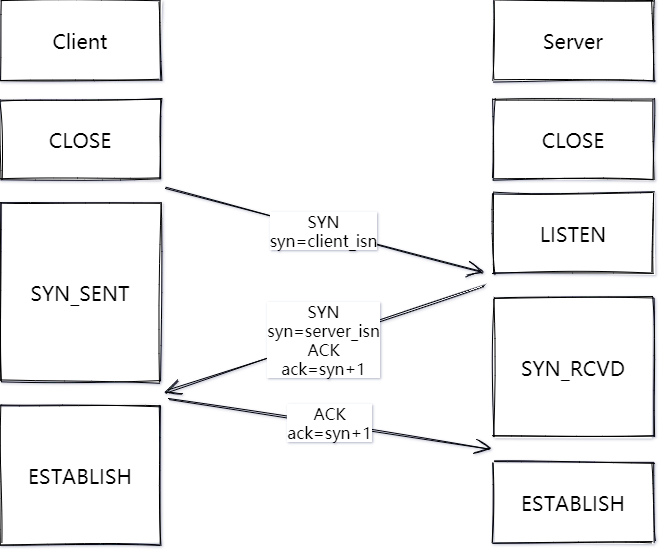 Client
Server
CLOSE
CLOSE
SYN
syn=client_isn
LISTEN
SYN_SENT
SYN
syn=server_isn
ACK
ack=syn+1
SYN_RCVD
ACK
ack=syn+1
ESTABLISH
ESTABLISH